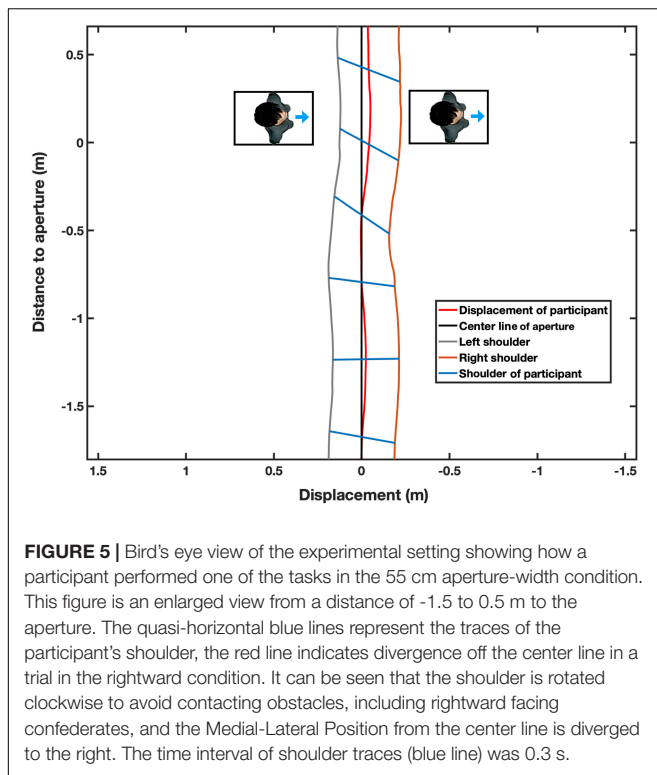 0.5
0
-0.5
-1
-1.5
Distance to aperture (m)
Displacement of participant
Center line of aperture
Left shoulder
Right shoulder
Shoulder of participant
1.5 1 0.5 0 -0.5 -1 -1.5
Displacement (m)
FIGURE 5 | Bird's eye view of the experimental setting showing how a
participant performed one of the tasks in the 55 cm aperture-width condition.
This figure is an enlarged view from a distance of -1.5 to 0.5 m to the
aperture. The quasi-horizontal blue lines represent the traces of the
participant's shoulder, the red line indicates divergence off the center line in a
trial in the rightward condition. It can be seen that the shoulder is rotated
clockwise to avoid contacting obstacles, including rightward facing
confederates, and the Medial-Lateral Position from the center line is diverged
to the right. The time interval of shoulder traces (blue line) was 0.3 s.